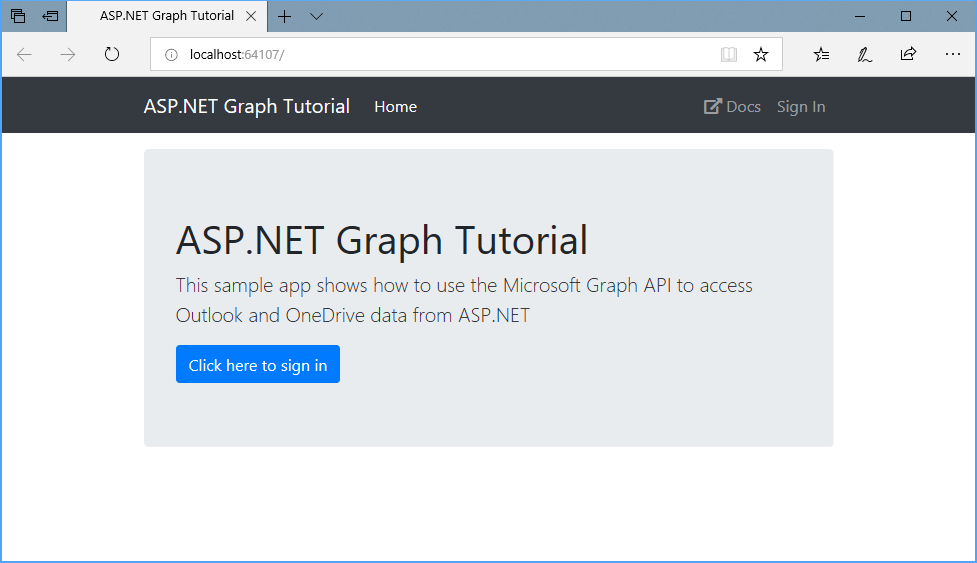 ASP.NET Graph Tutorial
localhost:64107/
ASP.NET Graph Tutorial Home Docs Sign In
ASP.NET Graph Tutorial
This sample app shows how to use the Microsoft Graph API to access
Outlook and OneDrive data from ASP.NET
Click here to sign in